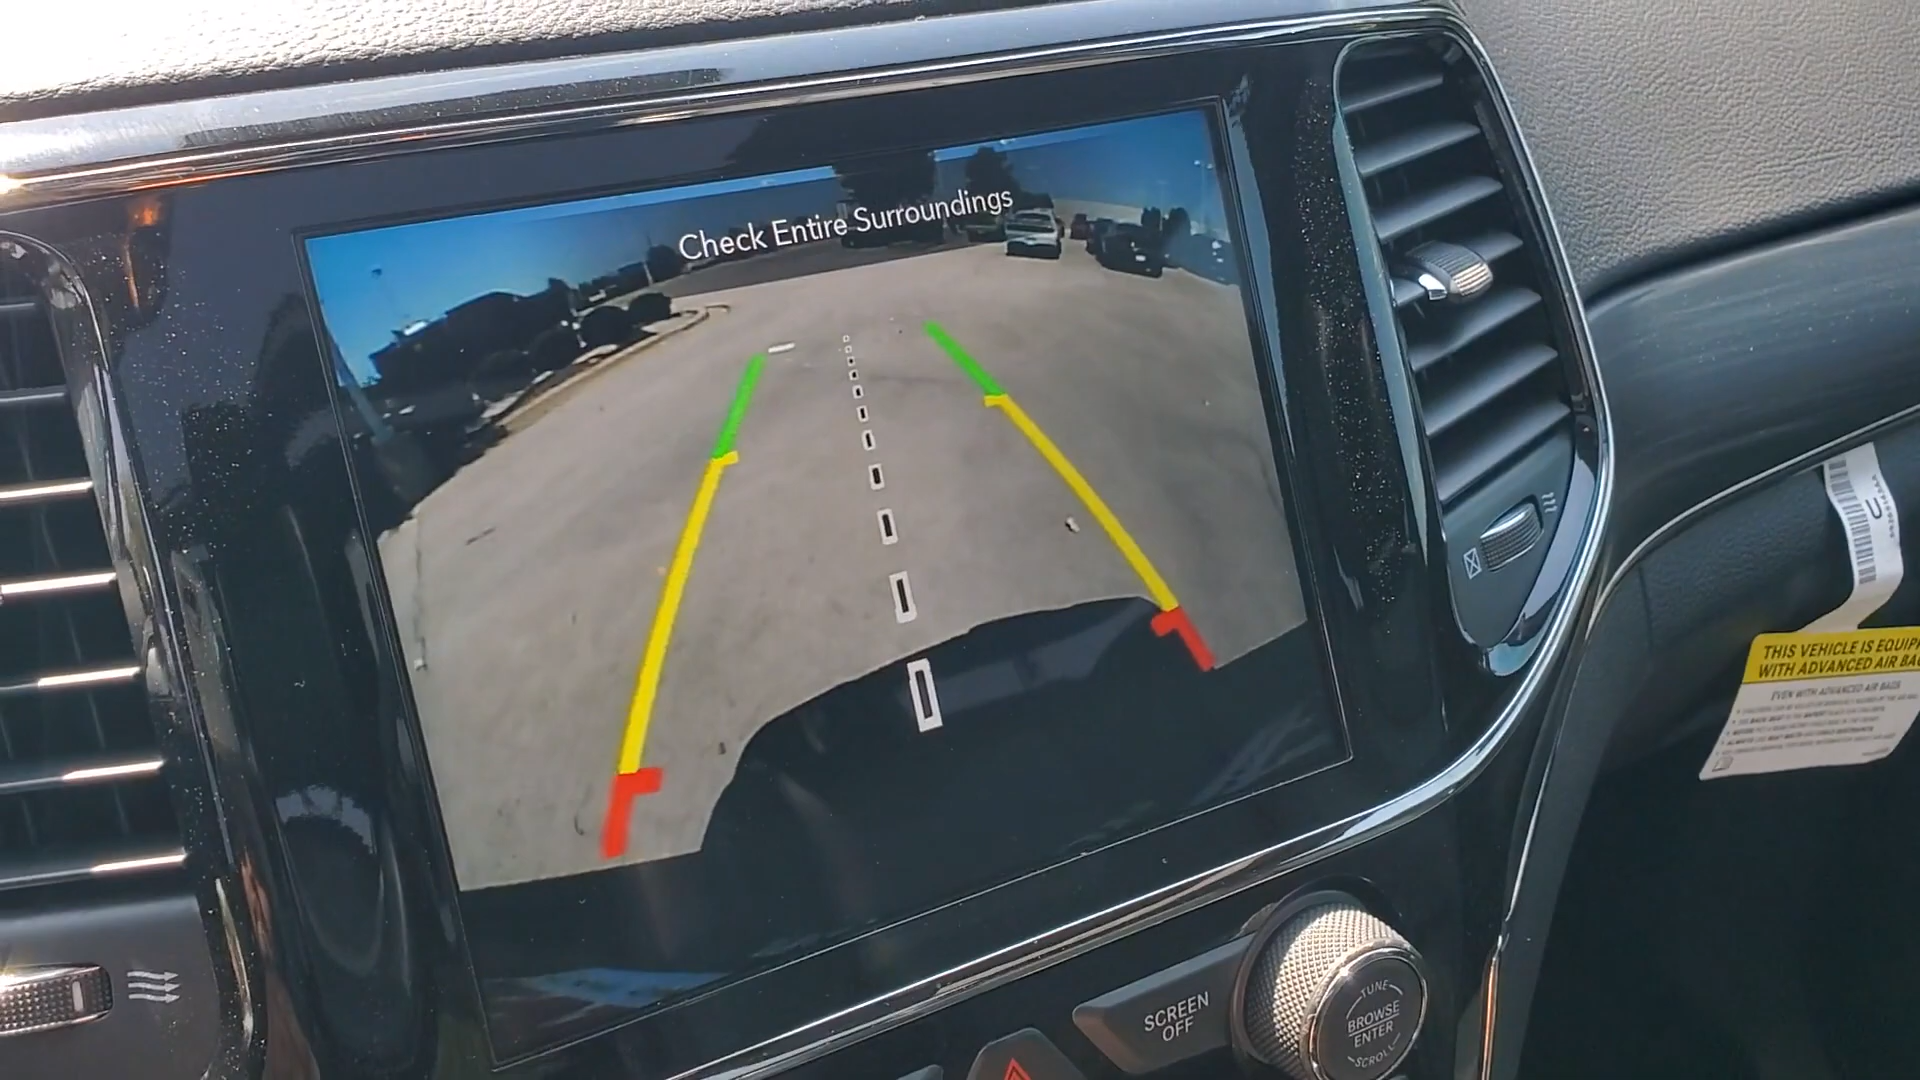 Check Entire Surroundings
THIS VEHICLE IS EQUIP
WITH ADVANCED AIR BA
EVEN WITH ADVANCED AIR BAGS
SCREEN
OFF
TUNE
BROWSE
ENTER
SCROLL